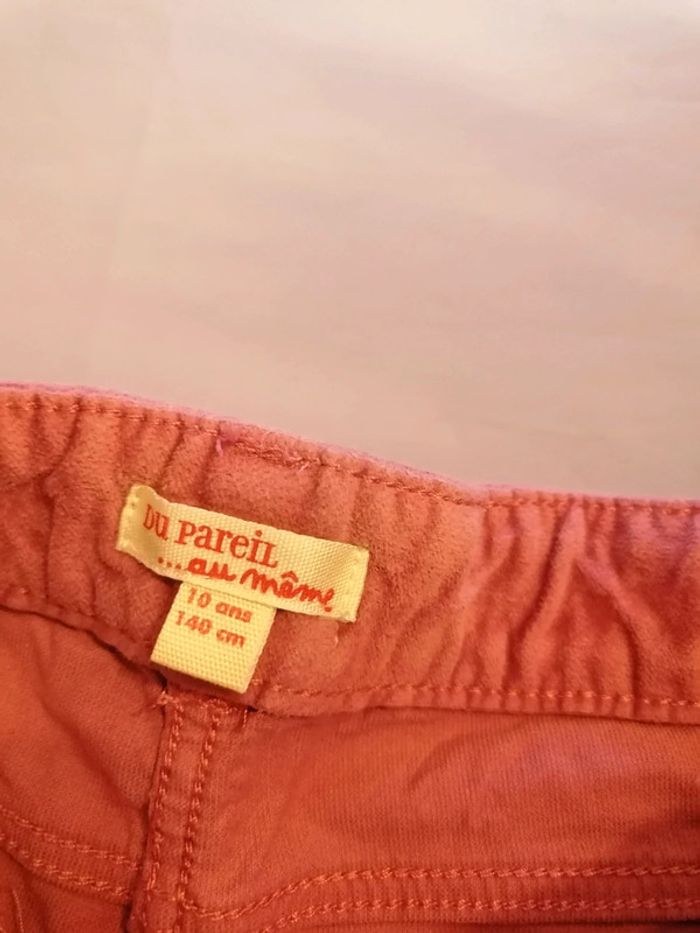 DU PareiL
...au même
10 ans
140 cm